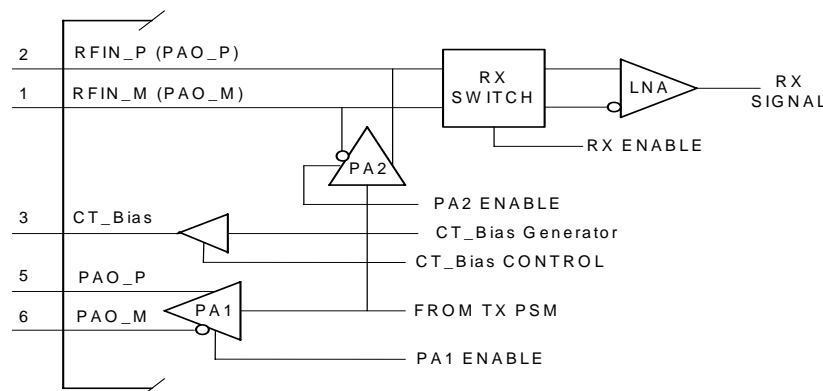 2 RFIN_P (PAO_P)
1 RFIN_M (PAO_M)
RX
SWITCH
LNA
RX
SIGNAL
RX ENABLE
PA2
PA2 ENABLE
3 CT_Bias
CT_Bias Generator
CT_Bias CONTROL
5 PAO_P
6 PAO_M
PA1
FROM TX PSM
PA1 ENABLE